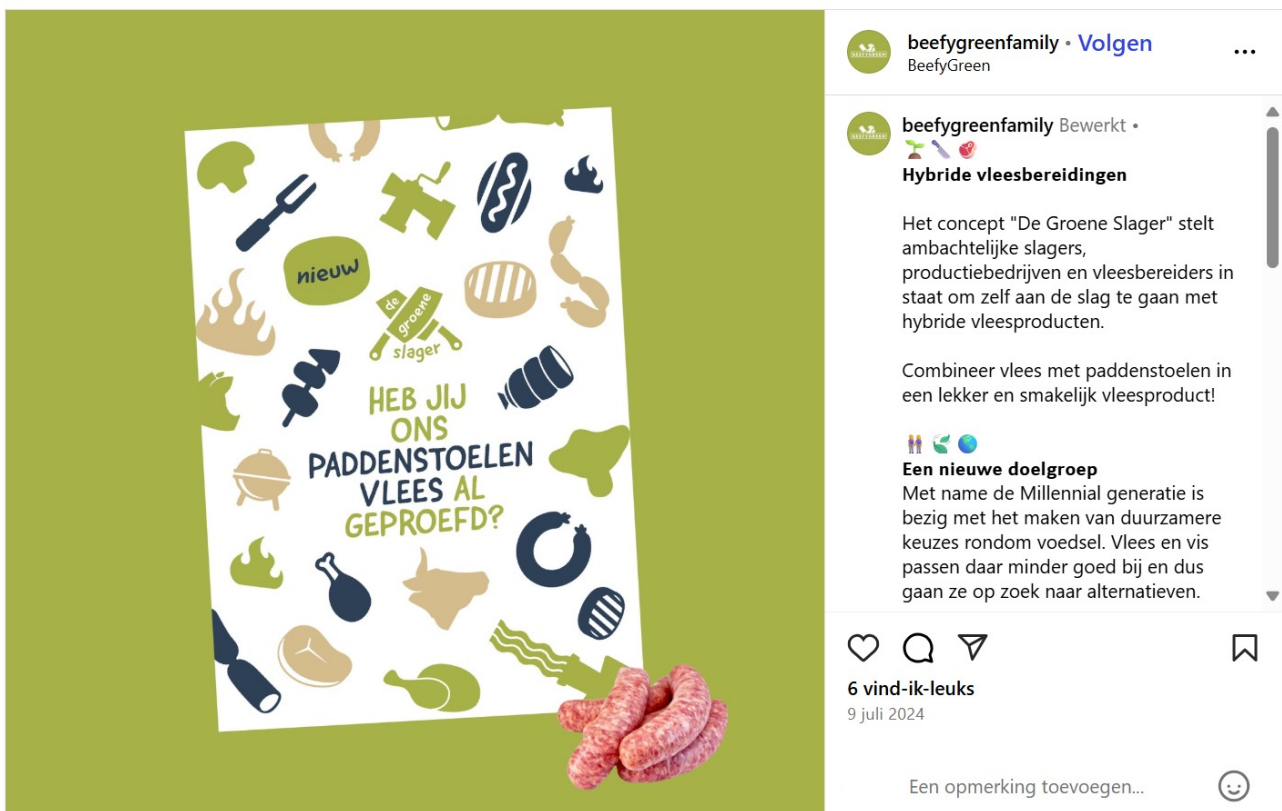 nieuw
de
groene
slager
HEB JIJ
ONS
PADDENSTOELEN
VLEES AL
GEPROEFD?
beefygreenfamily • Volgen
BeefyGreen
beefygreenfamily Bewerkt •
Hybride vleesbereidingen
Het concept "De Groene Slager" stelt
ambachtelijke slagers,
productiebedrijven en vleesbereiders in
staat om zelf aan de slag te gaan met
hybride vleesproducten.
Combineer vlees met paddenstoelen in
een lekker en smakelijk vleesproduct!
Een nieuwe doelgroep
Met name de Millennial generatie is
bezig met het maken van duurzamere
keuzes rondom voedsel. Vlees en vis
passen daar minder goed bij en dus
gaan ze op zoek naar alternatieven.
6 vind-ik-leuks
9 juli 2024
Een opmerking toevoegen...